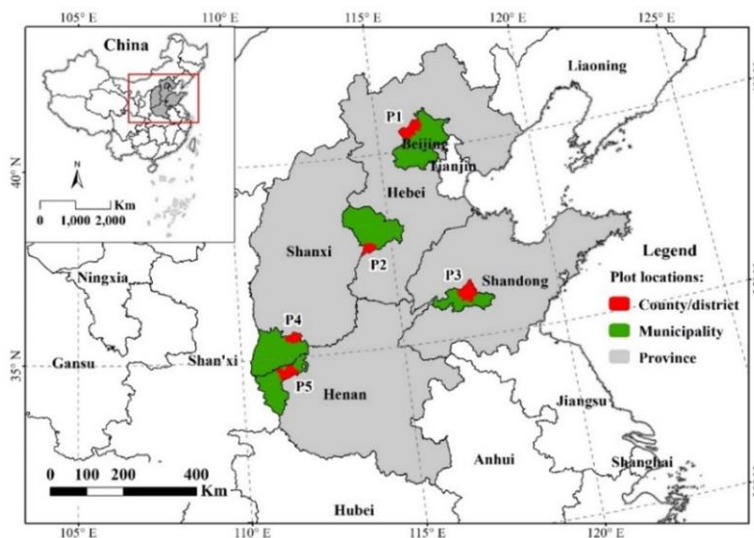 105° E
110° E
115° E
120° E
125° E
China
N
Km
0 1,000 2,000
40° N
35° N
Liaoning
P1
Beijing
Tianjin
Hebei
Shanxi
P2
P3
Shandong
Ningxia
Gansu
Shan'xi
P4
P5
Henan
Legend
Plot locations:
County/district
Municipality
Province
Jiangsu
Anhui
Shanghai
Hubei
0 100 200 400
Km
105° E
110° E
115° E
120° E